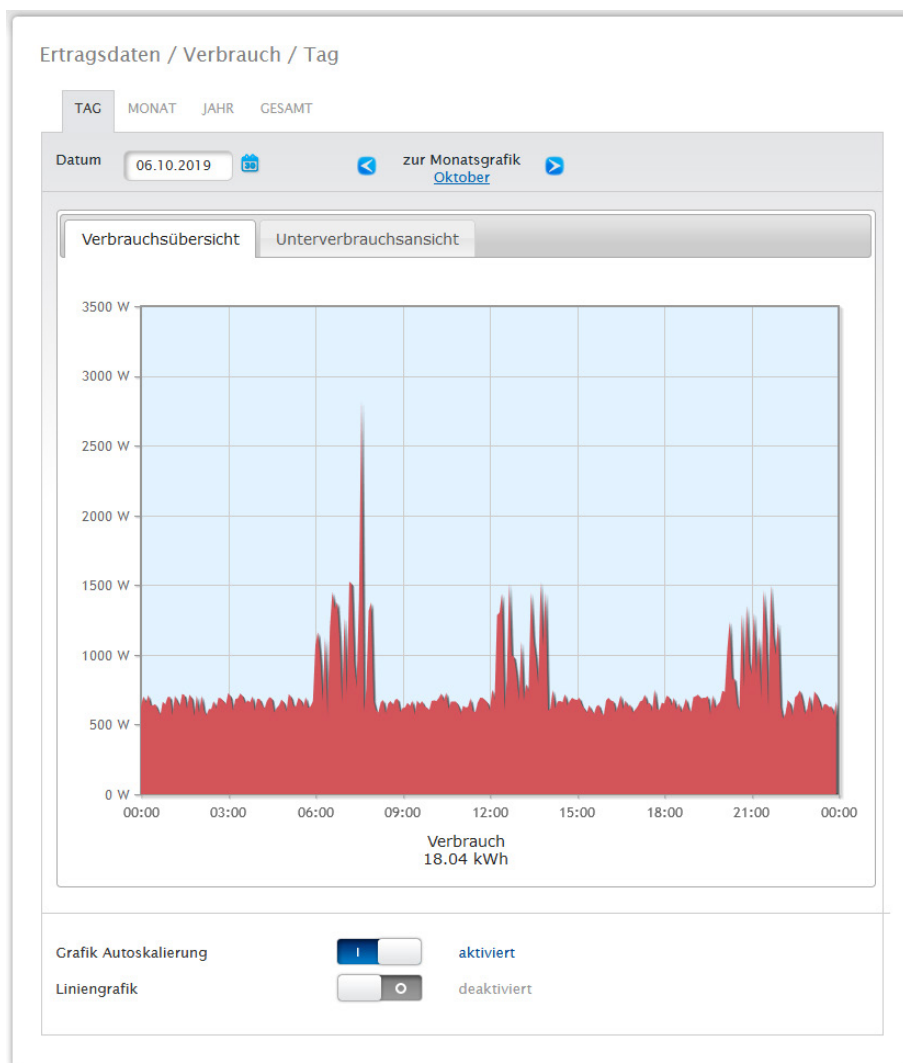 Ertragsdaten / Verbrauch / Tag
TAG MONAT JAHR GESAMT
Datum 06.10.2019 30 zur Monatsgrafik
Oktober
Verbrauchsübersicht Unterverbrauchsansicht
3500 W
3000 W
2500 W
2000 W
1500 W
1000 W
500 W
0 W
00:00 03:00 06:00 09:00 12:00 15:00 18:00 21:00 00:00
Verbrauch
18.04 kWh
Grafik Autoskalierung I aktiviert
Liniengrafik O deaktiviert